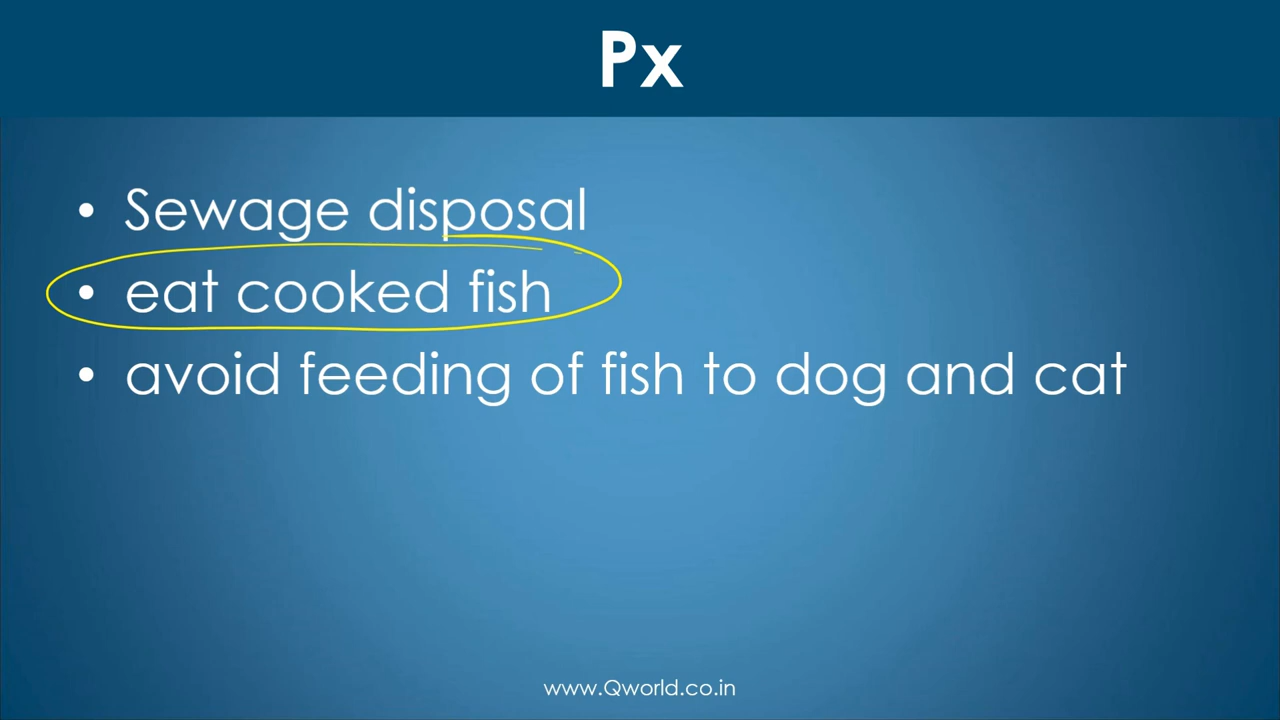 Px
• Sewage disposal
• eat cooked fish
• avoid feeding of fish to dog and cat
www.Qworld.co.in